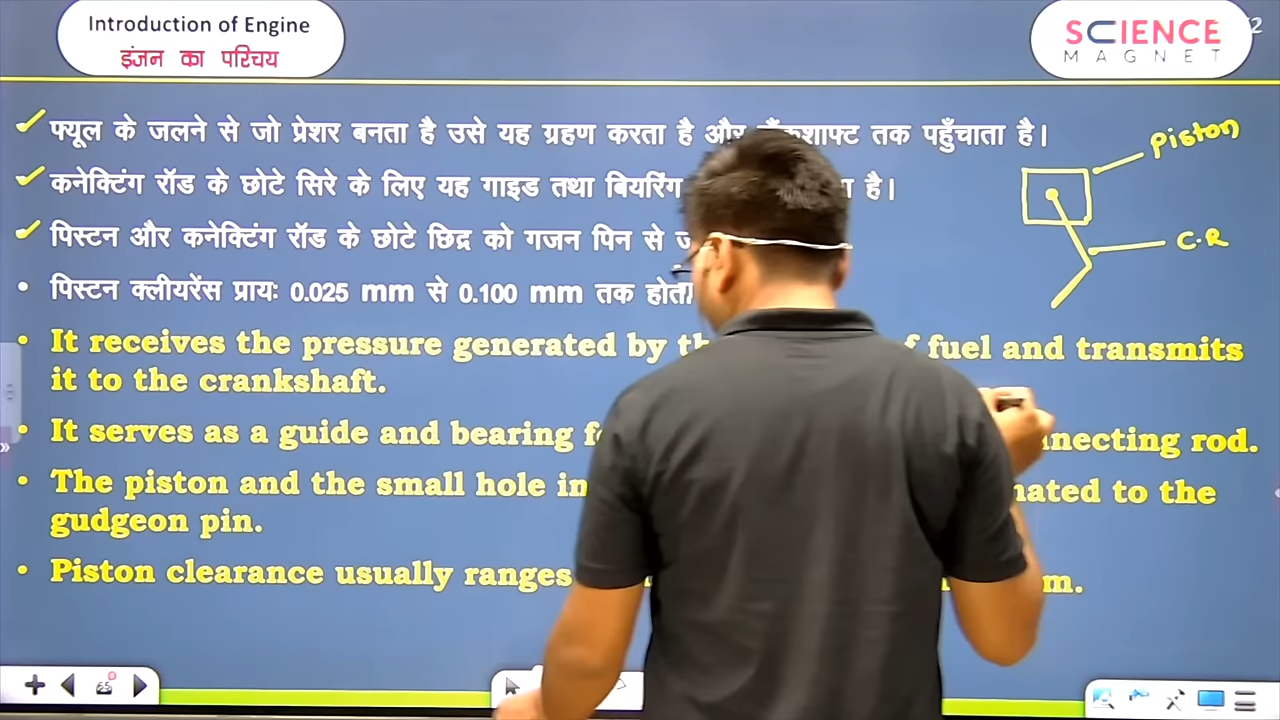 Introduction of Engine
इंजन का परिचय
SCIENCE
MAGNET
फ्यूल के जलने से जो प्रेशर बनता है उसे यह ग्रहण करता है और तक पहुँचाता है।
कनेक्टिंग रॉड के छोटे सिरे के लिए यह गाइड तथा बियरिंग है।
पिस्टन और कनेक्टिंग रॉड के छोटे छिद्र को गजन पिन से
पिस्टन क्लीयरेंस प्रायः 0.025 mm से 0.100 mm तक होता
It receives the pressure generated by fuel and transmits
it to the crankshaft.
It serves as a guide and bearing rod.
The piston and the small hole in to the
gudgeon pin.
Piston clearance usually ranges
Piston
C.R
65